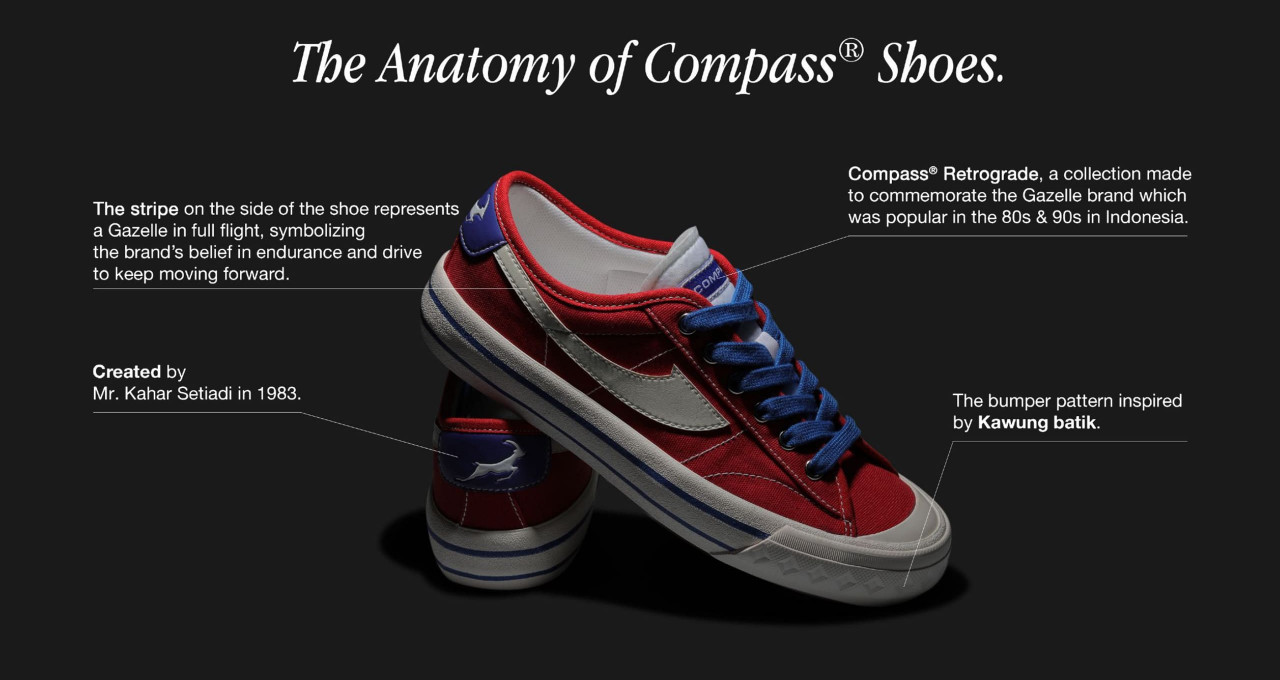 The Anatomy of Compass® Shoes.
Compass® Retrograde, a collection made
to commemorate the Gazelle brand which
was popular in the 80s & 90s in Indonesia.
The stripe on the side of the shoe represents
a Gazelle in full flight, symbolizing
the brand’s belief in endurance and drive
to keep moving forward.
COMP
Created by
Mr. Kahar Setiadi in 1983.
The bumper pattern inspired
by Kawung batik.